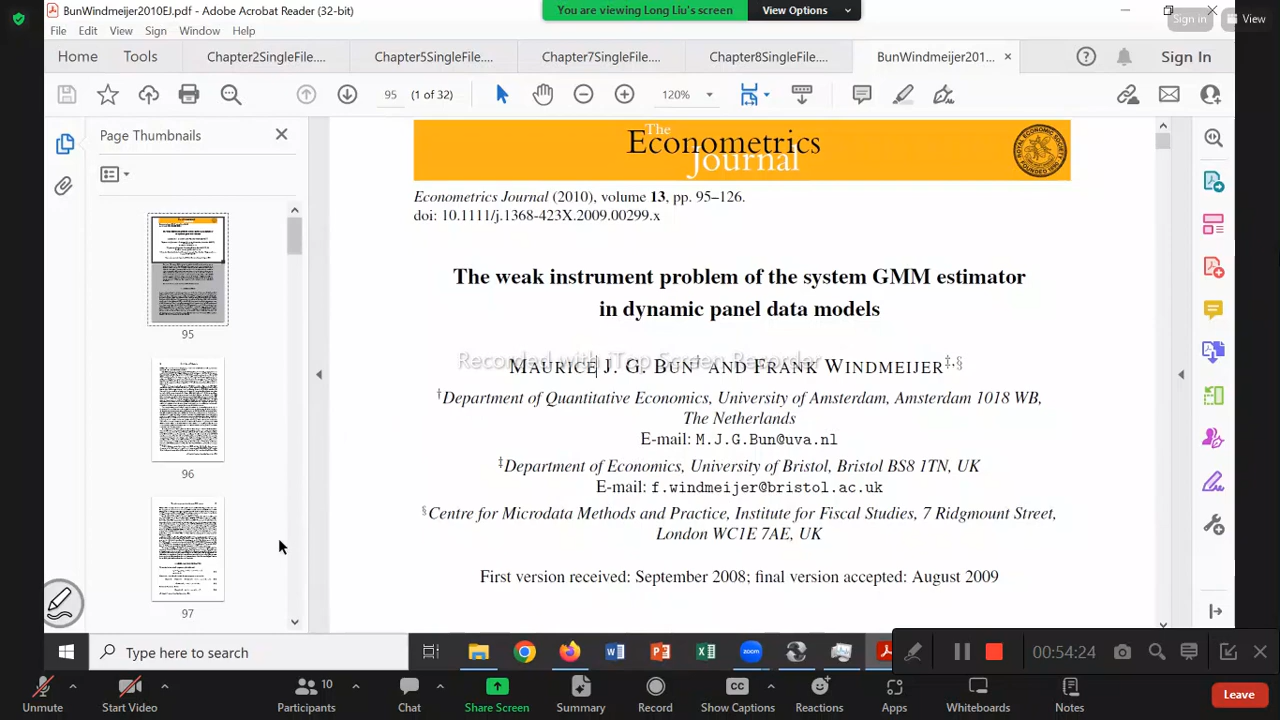 BunWindmeijer2010EJ.pdf - Adobe Acrobat Reader (32-bit)
You are viewing Long Liu's screen
View Options
Sign in
View
File Edit View Sign Window Help
Home Tools Chapter2SingleFile.... Chapter5SingleFile.... Chapter7SingleFile.... Chapter8SingleFile.... BunWindmeijer201... × Sign In
95 (1 of 32) 120%
Page Thumbnails
95
96
97
The
Econometrics
Journal
Econometrics Journal (2010), volume 13, pp. 95–126.
doi: 10.1111/j.1368-423X.2009.00299.x
The weak instrument problem of the system GMM estimator
in dynamic panel data models
Recorded with iTop Screen Recorder
MAURICE J. G. BUN† AND FRANK WINDMEIJER‡,§
†Department of Quantitative Economics, University of Amsterdam, Amsterdam 1018 WB,
The Netherlands
E-mail: M.J.G.Bun@uva.nl
‡Department of Economics, University of Bristol, Bristol BS8 1TN, UK
E-mail: f.windmeijer@bristol.ac.uk
§Centre for Microdata Methods and Practice, Institute for Fiscal Studies, 7 Ridgmount Street,
London WC1E 7AE, UK
First version received: September 2008; final version accepted: August 2009
Type here to search
00:54:24
Unmute Start Video Participants 10 Chat Share Screen Summary Record Show Captions Reactions Apps Whiteboards Notes Leave